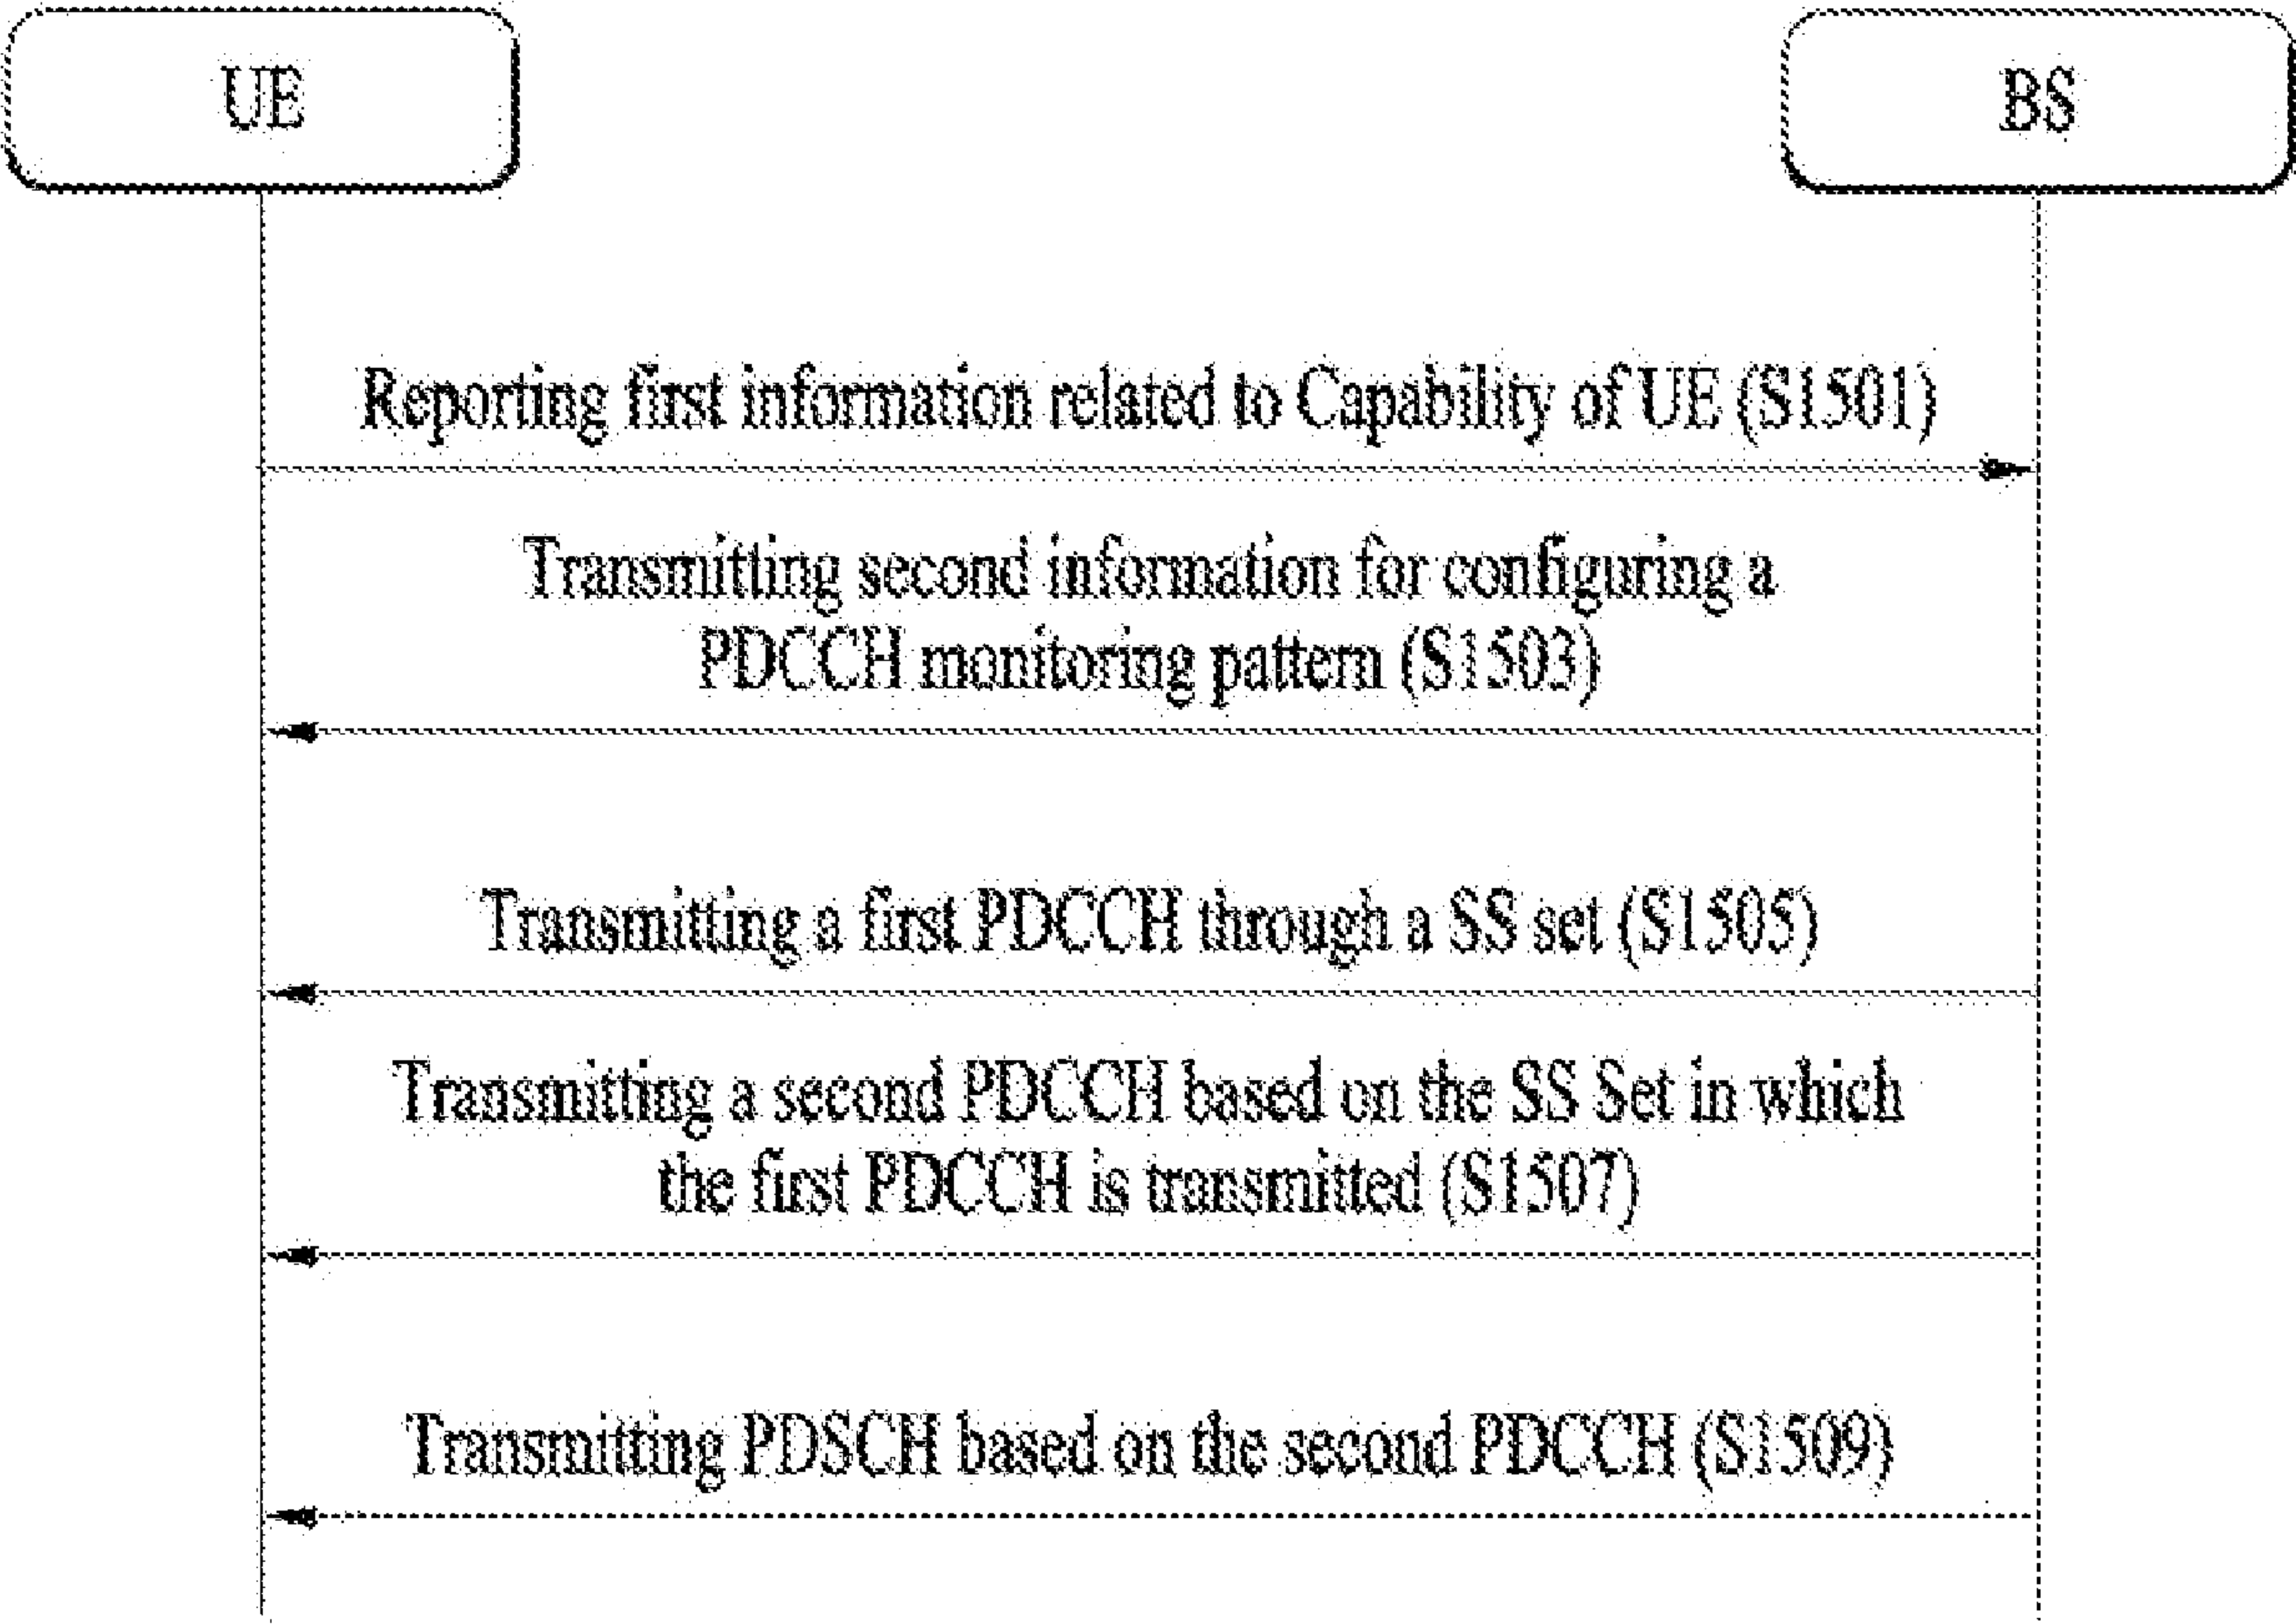 UE
BS
Reporting first information related to Capability of UE (S1501)
Transmitting second information for configuring a
PDCCH monitoring pattern (S1503)
Transmitting a first PDCCH through a SS set (S1505)
Transmitting a second PDCCH based on the SS Set in which
the first PDCCH is transmitted (S1507)
Transmitting PDSCH based on the second PDCCH (S1509)